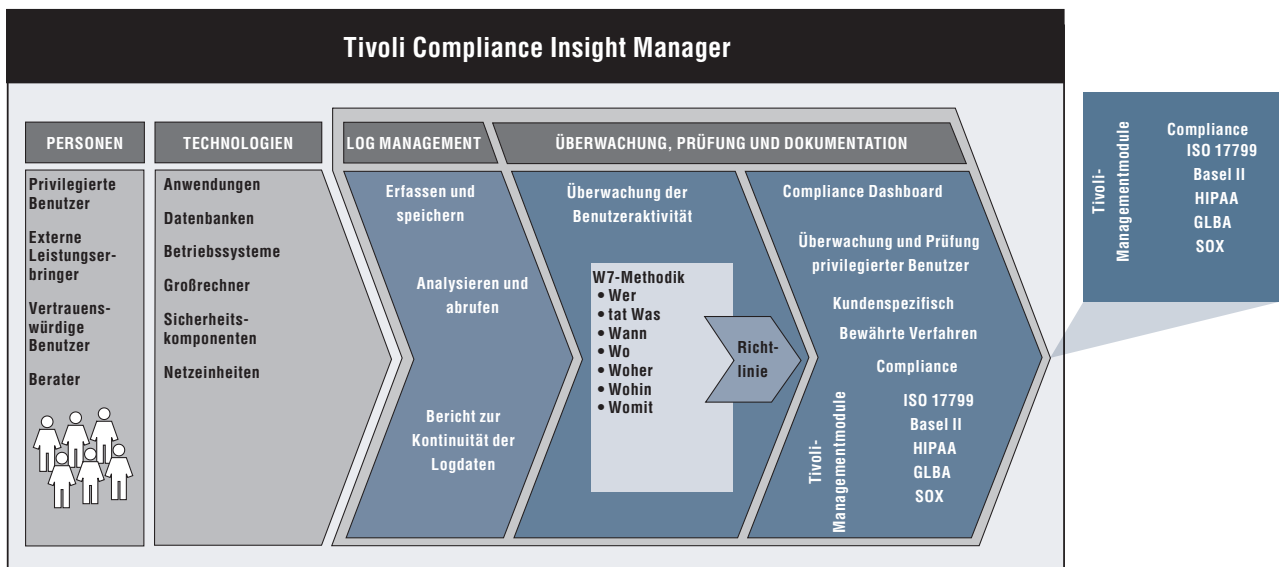 Tivoli Compliance Insight Manager
PERSONEN
Privilegierte
Benutzer
Externe
Leistungser-
bringer
Vertrauens-
würdige
Benutzer
Berater
TECHNOLOGIEN
Anwendungen
Datenbanken
Betriebssysteme
Großrechner
Sicherheits-
komponenten
Netzeinheiten
LOG MANAGEMENT
Erfassen und
speichern
Analysieren und
abrufen
Bericht zur
Kontinuität der
Logdaten
ÜBERWACHUNG, PRÜFUNG UND DOKUMENTATION
Überwachung der
Benutzeraktivität
W7-Methodik
• Wer
• tat Was
• Wann
• Wo
• Woher
• Wohin
• Womit
Richt-
linie
Compliance Dashboard
Überwachung und Prüfung
privilegierter Benutzer
Kundenspezifisch
Bewährte Verfahren
Compliance
ISO 17799
Basel II
HIPAA
GLBA
SOX
Tivoli-
Managementmodule
Tivoli-
Managementmodule
Compliance
ISO 17799
Basel II
HIPAA
GLBA
SOX